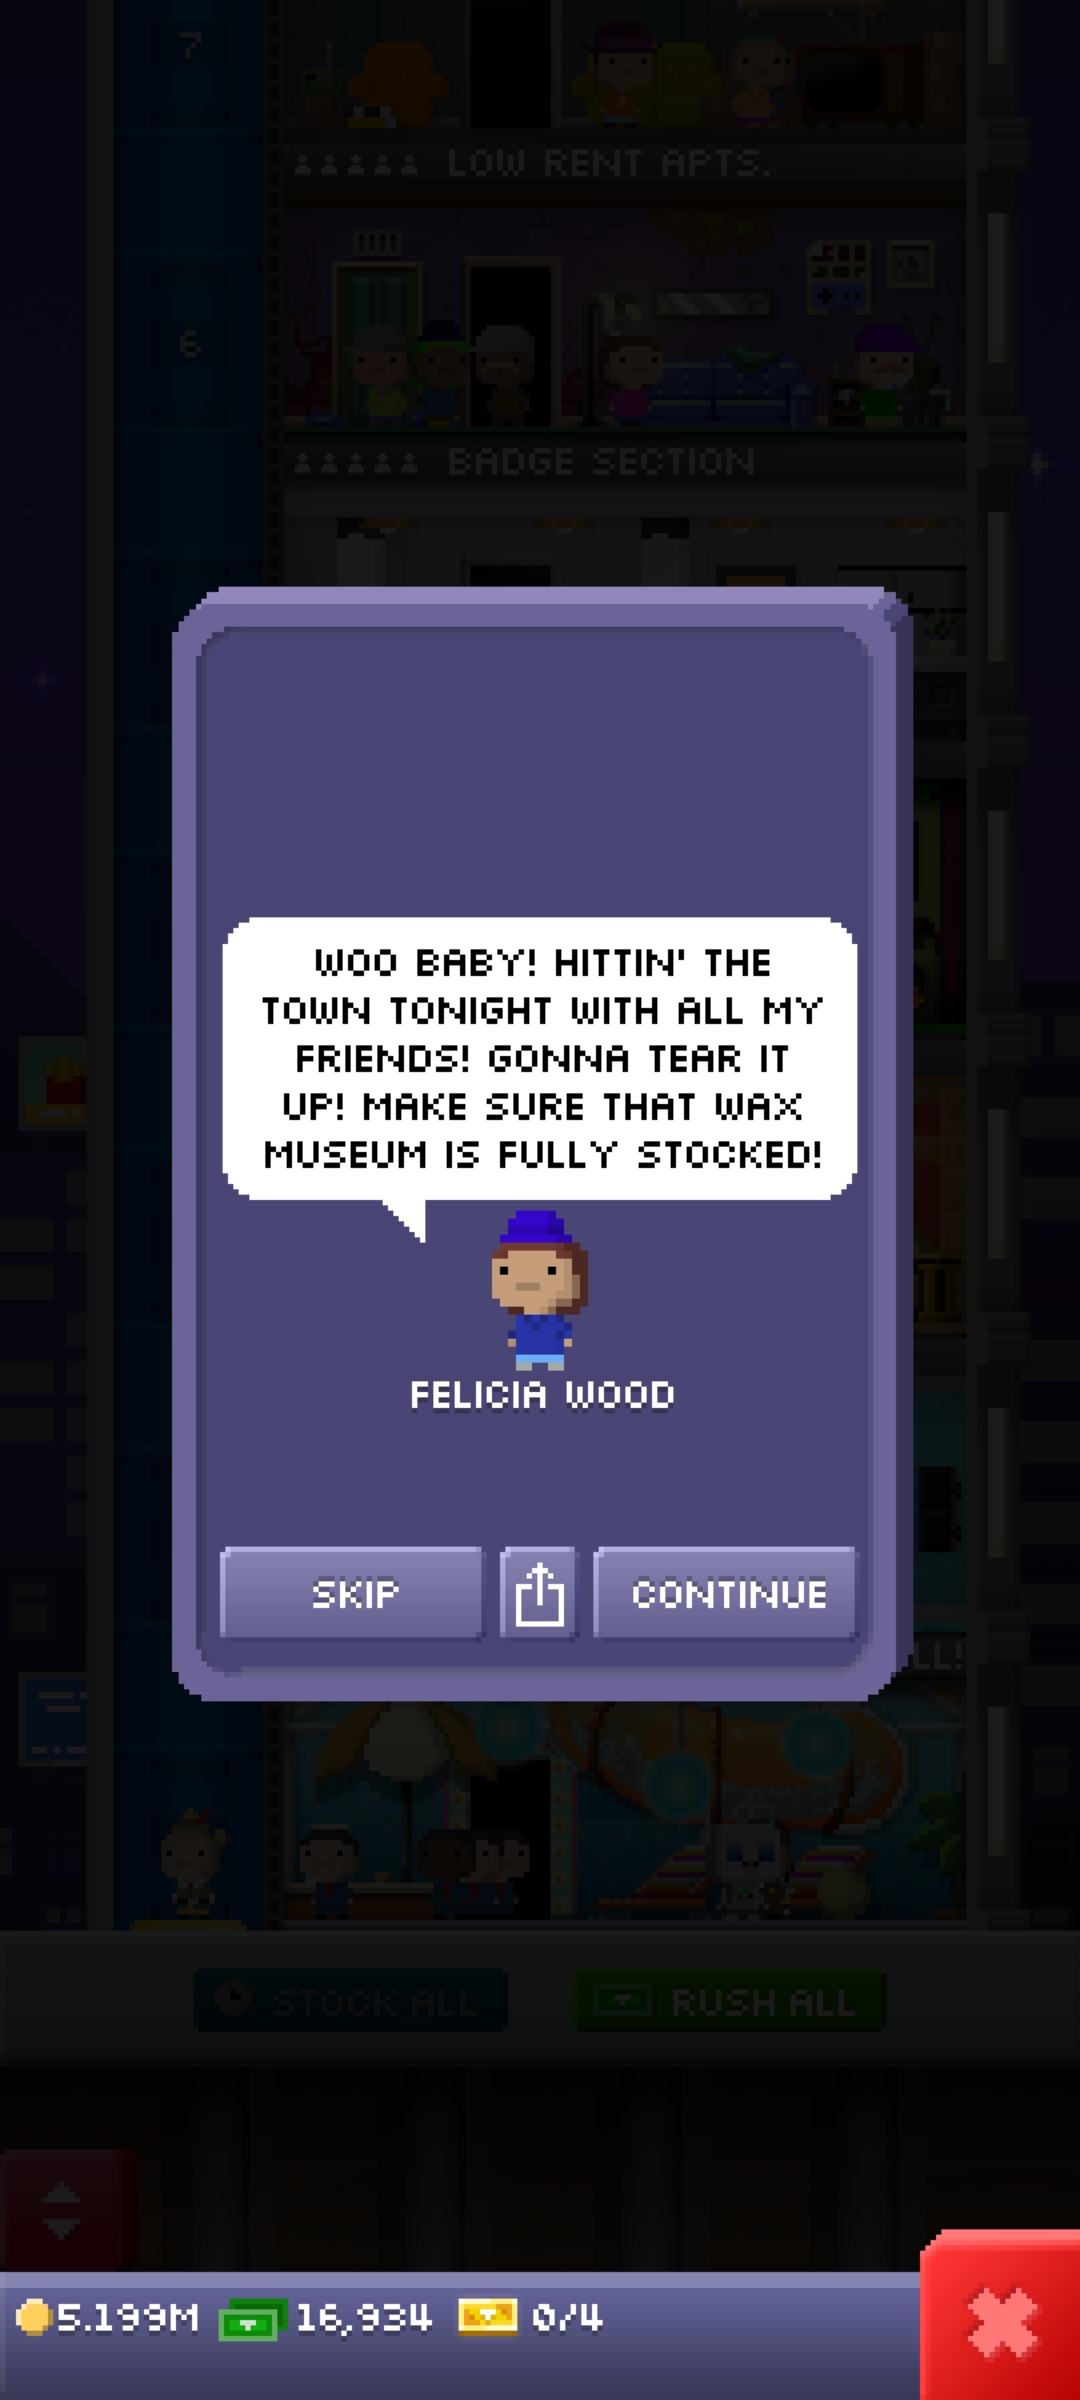 7
LOW RENT APTS.
6
BADGE SECTION
WOO BABY! HITTIN' THE
TOWN TONIGHT WITH ALL MY
FRIENDS! GONNA TEAR IT
UP! MAKE SURE THAT WAX
MUSEUM IS FULLY STOCKED!
FELICIA WOOD
SKIP
CONTINUE
LL!
STOCK ALL
RUSH ALL
5.199M
16,934
0/4